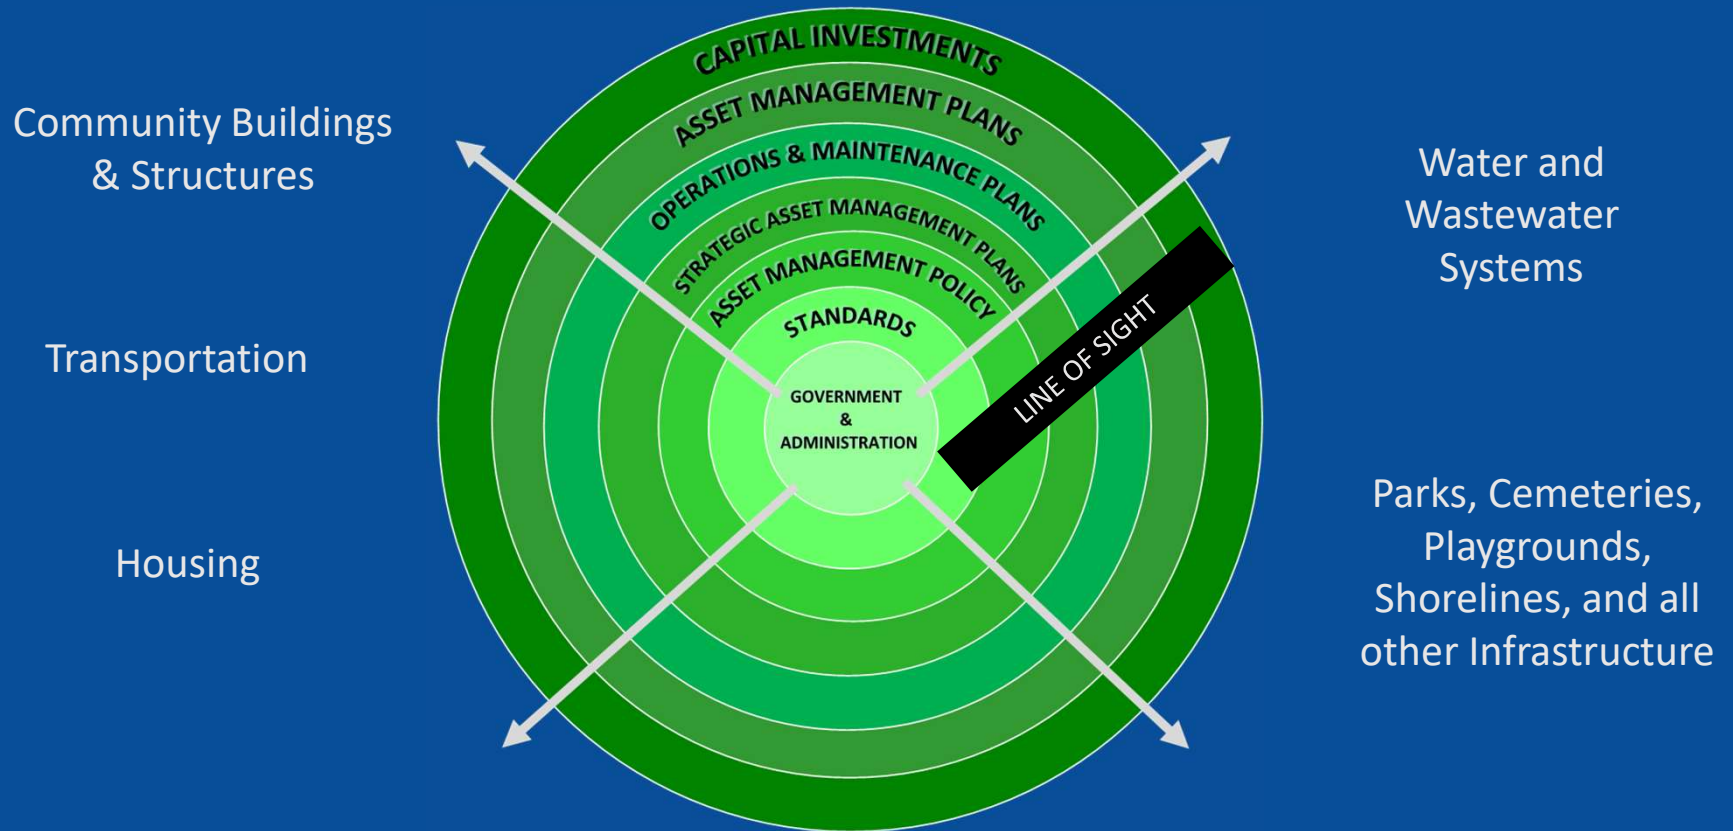 CAPITAL INVESTMENTS
ASSET MANAGEMENT PLANS
OPERATIONS & MAINTENANCE PLANS
STRATEGIC ASSET MANAGEMENT PLANS
ASSET MANAGEMENT POLICY
STANDARDS
GOVERNMENT
&
ADMINISTRATION
LINE OF SIGHT
Community Buildings
& Structures
Transportation
Housing
Water and
Wastewater
Systems
Parks, Cemeteries,
Playgrounds,
Shorelines, and all
other Infrastructure